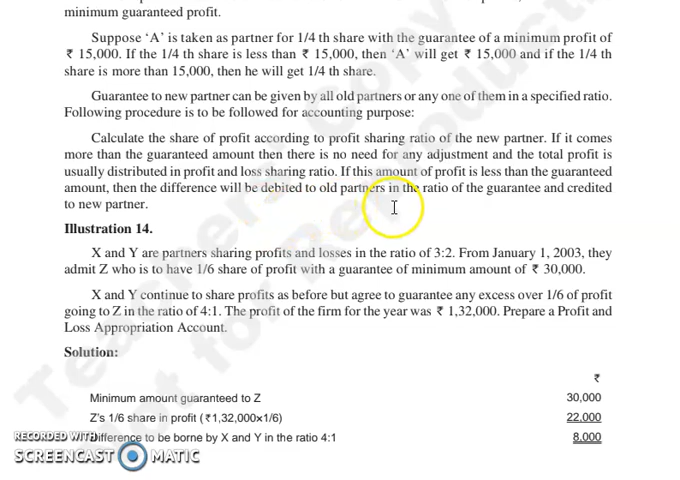 minimum guaranteed profit.
Suppose ‘A’ is taken as partner for 1/4 th share with the guarantee of a minimum profit of
₹ 15,000. If the 1/4 th share is less than ₹ 15,000, then ‘A’ will get ₹ 15,000 and if the 1/4 th
share is more than 15,000, then he will get 1/4 th share.
Guarantee to new partner can be given by all old partners or any one of them in a specified ratio.
Following procedure is to be followed for accounting purpose:
Calculate the share of profit according to profit sharing ratio of the new partner. If it comes
more than the guaranteed amount then there is no need for any adjustment and the total profit is
usually distributed in profit and loss sharing ratio. If this amount of profit is less than the guaranteed
amount, then the difference will be debited to old partners in the ratio of the guarantee and credited
to new partner.
Illustration 14.
X and Y are partners sharing profits and losses in the ratio of 3:2. From January 1, 2003, they
admit Z who is to have 1/6 share of profit with a guarantee of minimum amount of ₹ 30,000.
X and Y continue to share profits as before but agree to guarantee any excess over 1/6 of profit
going to Z in the ratio of 4:1. The profit of the firm for the year was ₹ 1,32,000. Prepare a Profit and
Loss Appropriation Account.
Solution:
₹
Minimum amount guaranteed to Z 30,000
Z's 1/6 share in profit (₹1,32,000×1/6) 22,000
Difference to be borne by X and Y in the ratio 4:1 8,000
RECORDED WITH
SCREENCAST MATIC